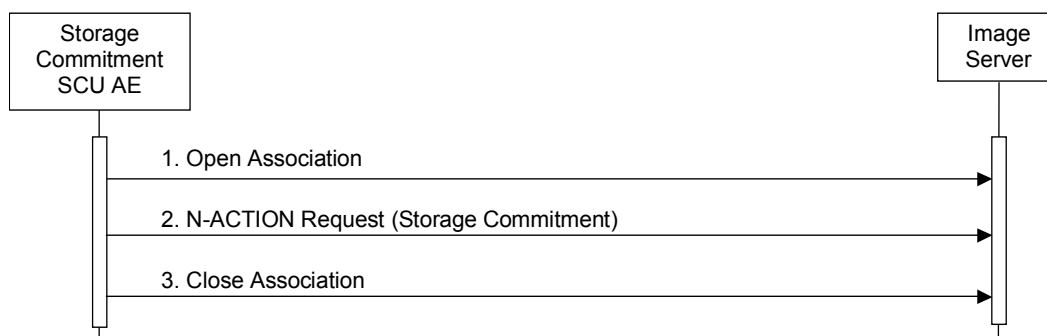 Storage
Commitment
SCU AE
Image
Server
1. Open Association
2. N-ACTION Request (Storage Commitment)
3. Close Association